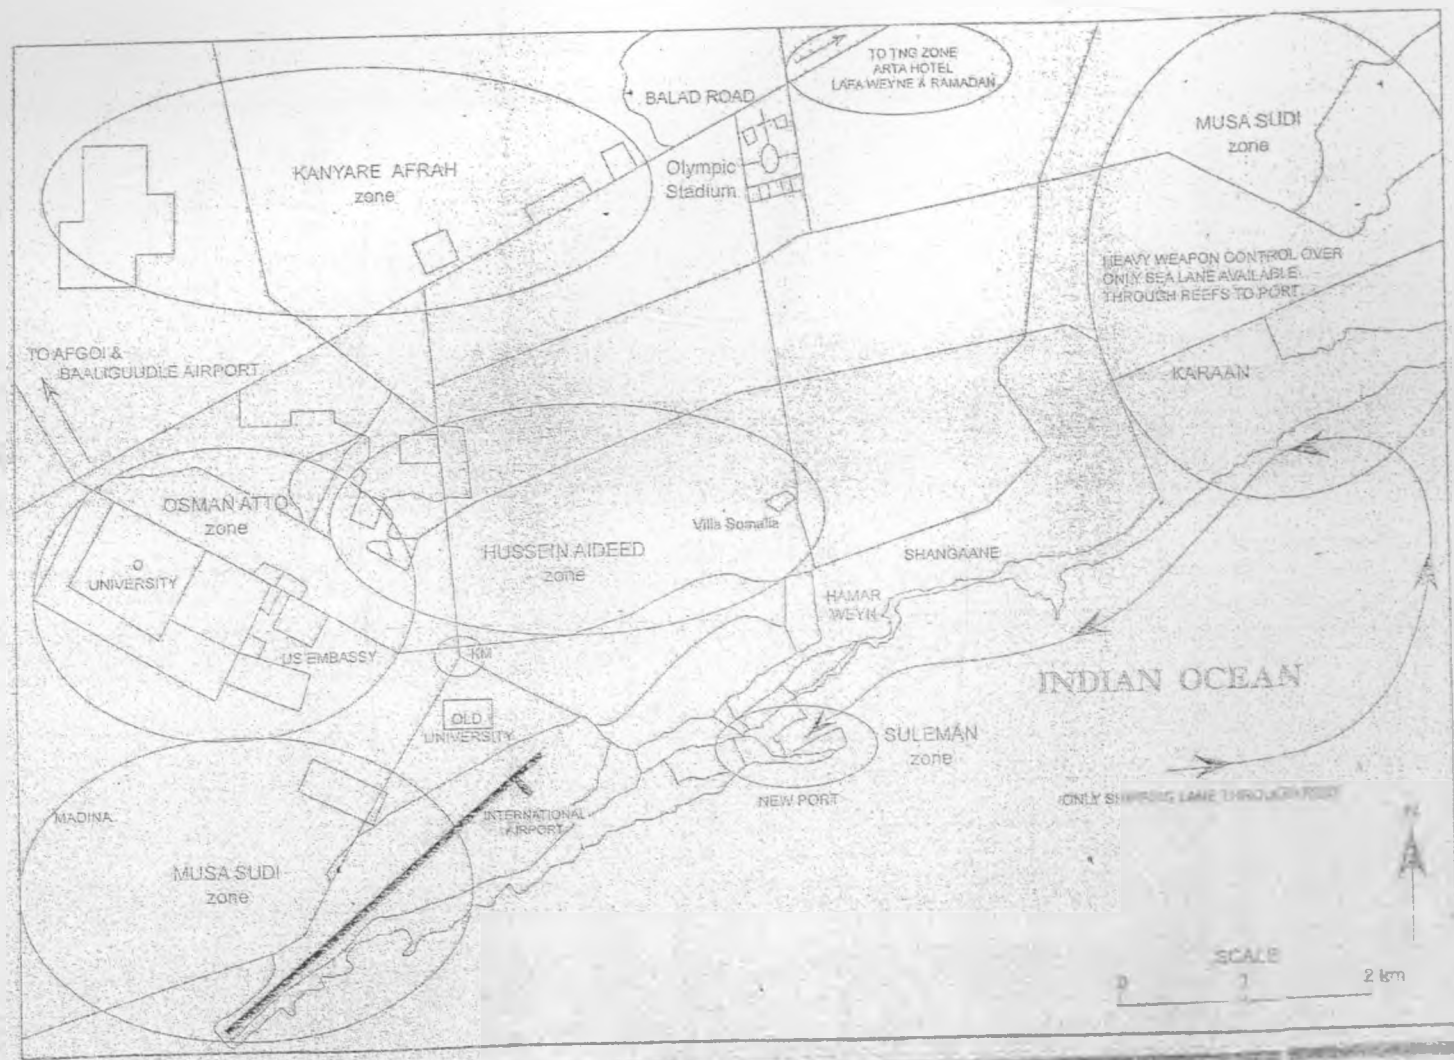 TO TNG ZONE
ARTA HOTEL
LAFA WEYNE & RAMADAN
BALAD ROAD
MUSA SUDI
zone
KANYARE AFRAH
zone
Olympic
Stadium
HEAVY WEAPON CONTROL OVER
ONLY SEA LANE AVAILABLE
THROUGH REEFS TO PORT.
TO AFGOI &
BAALIGUUDLE AIRPORT
KARAAN
OSMAN ATTO
zone
Villa Somalia
HUSSEIN AIDEED
zone
SHANGAANE
O
UNIVERSITY
HAMAR
WEYN
US EMBASSY
KM
INDIAN OCEAN
OLD
UNIVERSITY
SULEMAN
zone
NEW PORT
ONLY SHIPPING LANE THROUGH REEF
INTERNATIONAL
AIRPORT
MADINA
MUSA SUDI
zone
N
SCALE
0 1 2 km